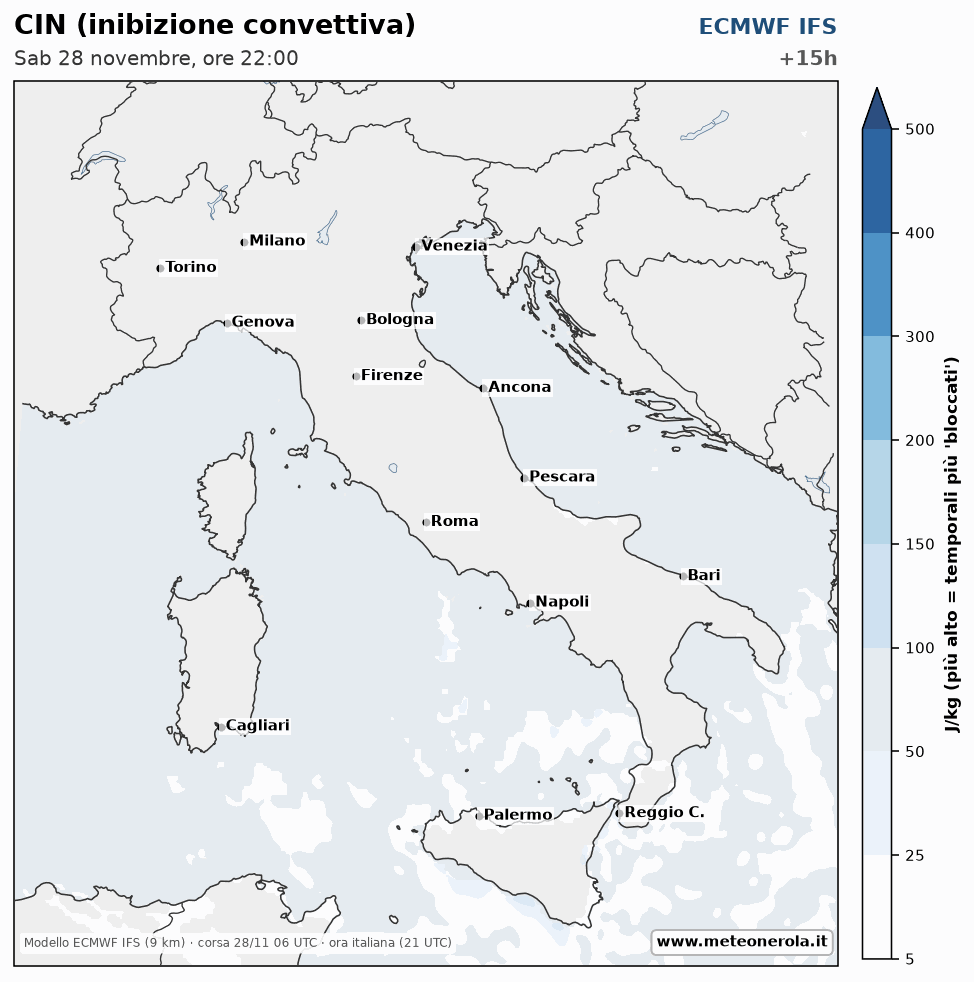 CIN (inibizione convettiva)
ECMWF IFS
Sab 28 novembre, ore 22:00
+15h
Milano
Venezia
Torino
Genova
Bologna
Firenze
Ancona
Pescara
Roma
Bari
Napoli
Cagliari
Palermo
Reggio C.
500
400
300
200
150
100
50
25
5
J/kg (più alto = temporali più 'bloccati')
Modello ECMWF IFS (9 km) · corsa 28/11 06 UTC · ora italiana (21 UTC)
www.meteonerola.it